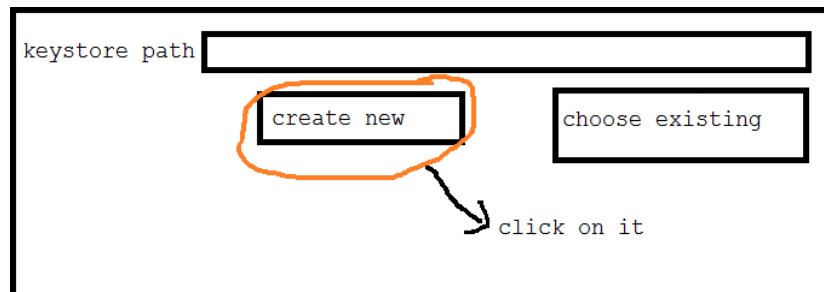 keystore path
create new
choose existing
click on it